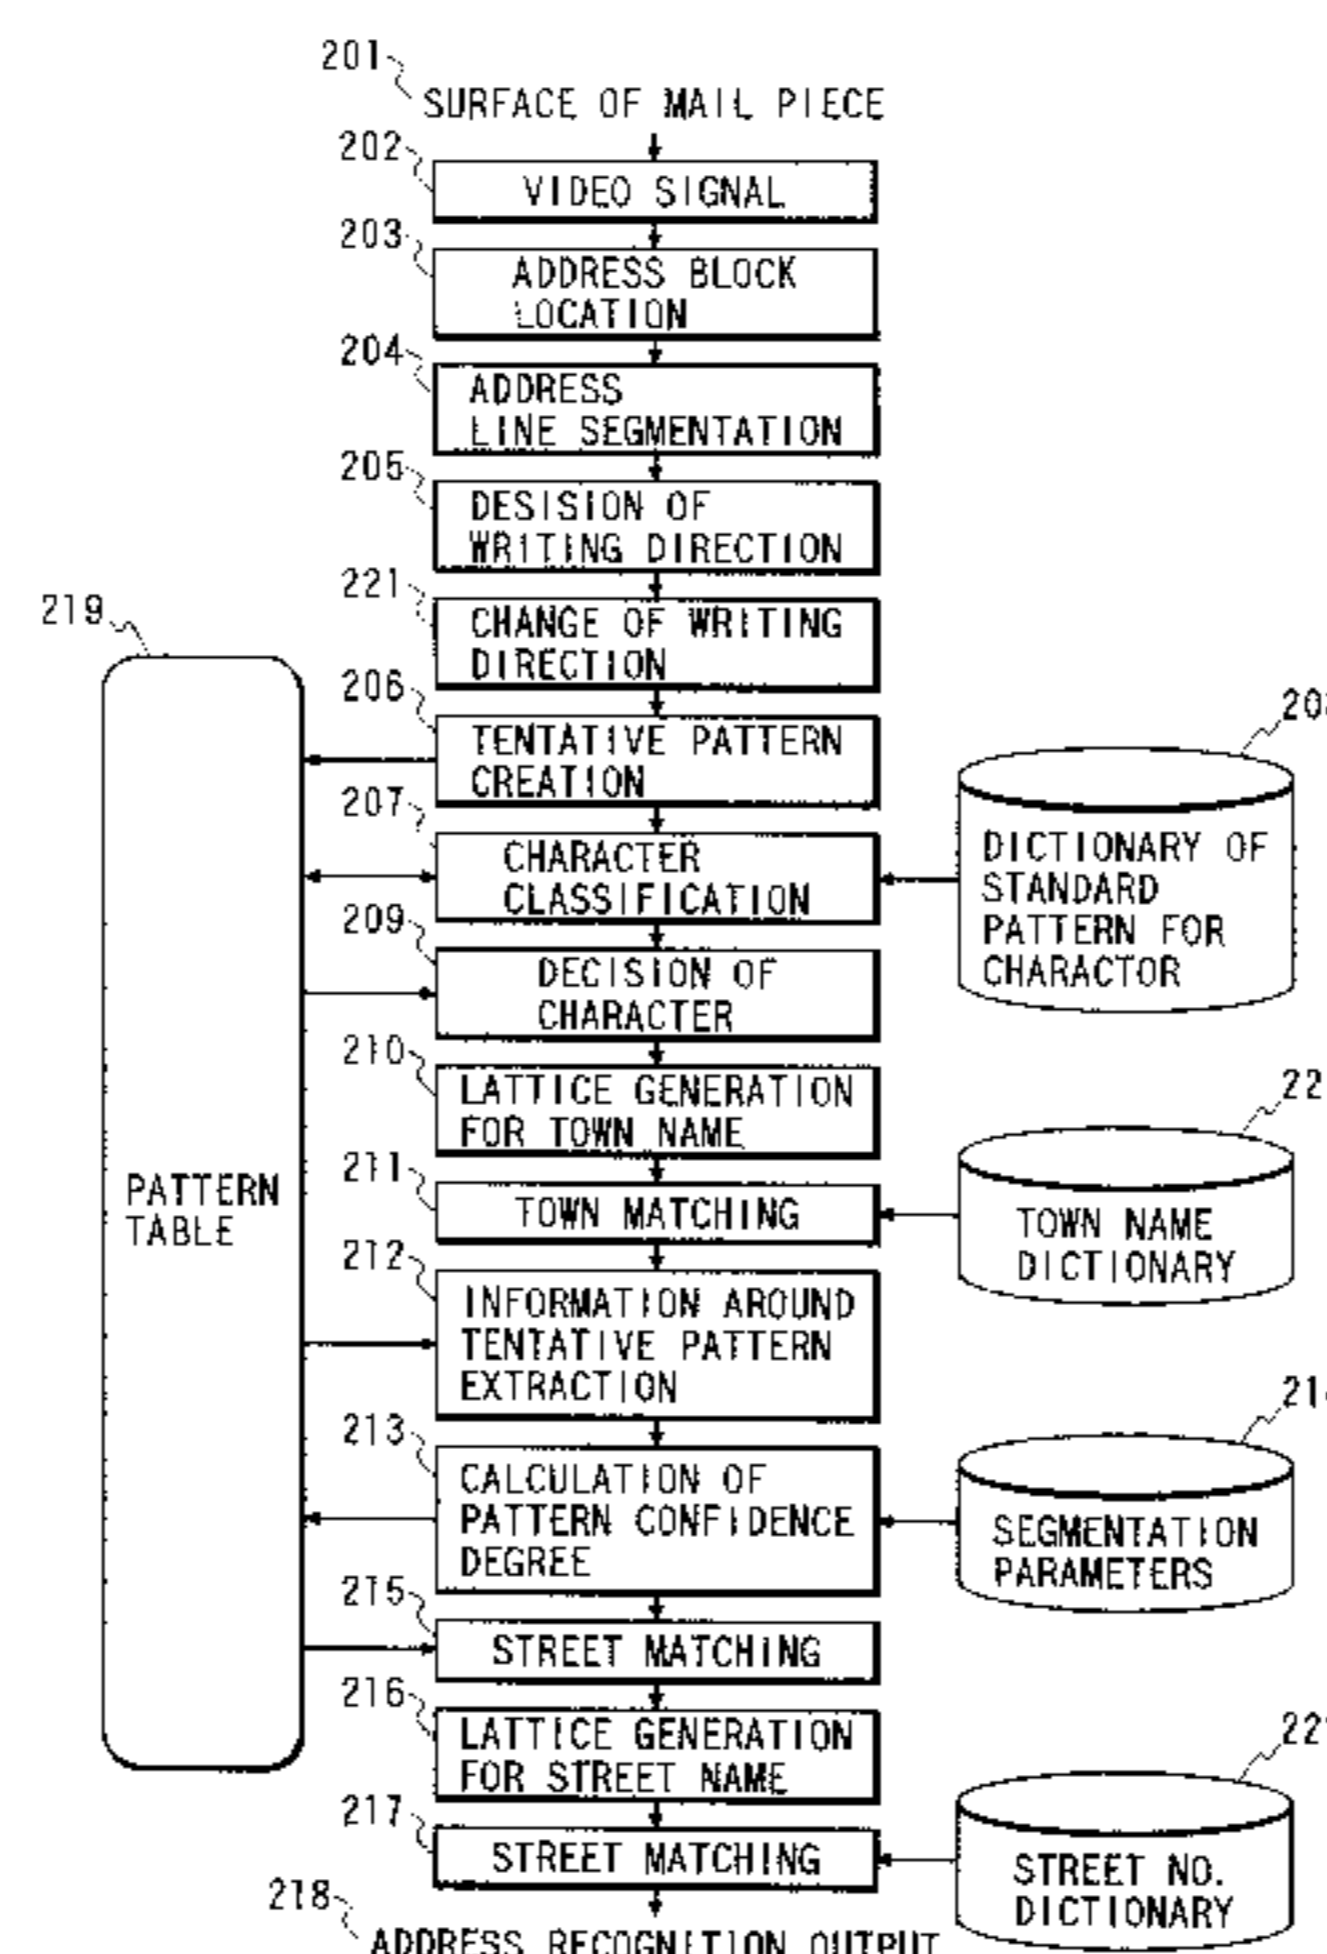 201
SURFACE OF MAIL PIECE
202
VIDEO SIGNAL
203
ADDRESS BLOCK
LOCATION
204
ADDRESS
LINE SEGMENTATION
205
DESISION OF
WRITING DIRECTION
221
CHANGE OF WRITING
DIRECTION
219
PATTERN
TABLE
206
TENTATIVE PATTERN
CREATION
207
CHARACTER
CLASSIFICATION
DICTIONARY OF
STANDARD
PATTERN FOR
CHARACTOR
209
DECISION OF
CHARACTER
210
LATTICE GENERATION
FOR TOWN NAME
211
TOWN MATCHING
TOWN NAME
DICTIONARY
212
INFORMATION AROUND
TENTATIVE PATTERN
EXTRACTION
213
CALCULATION OF
PATTERN CONFIDENCE
DEGREE
SEGMENTATION
PARAMETERS
215
STREET MATCHING
216
LATTICE GENERATION
FOR STREET NAME
217
STREET MATCHING
STREET NO.
DICTIONARY
218
ADDRESS RECOGNITION OUTPUT